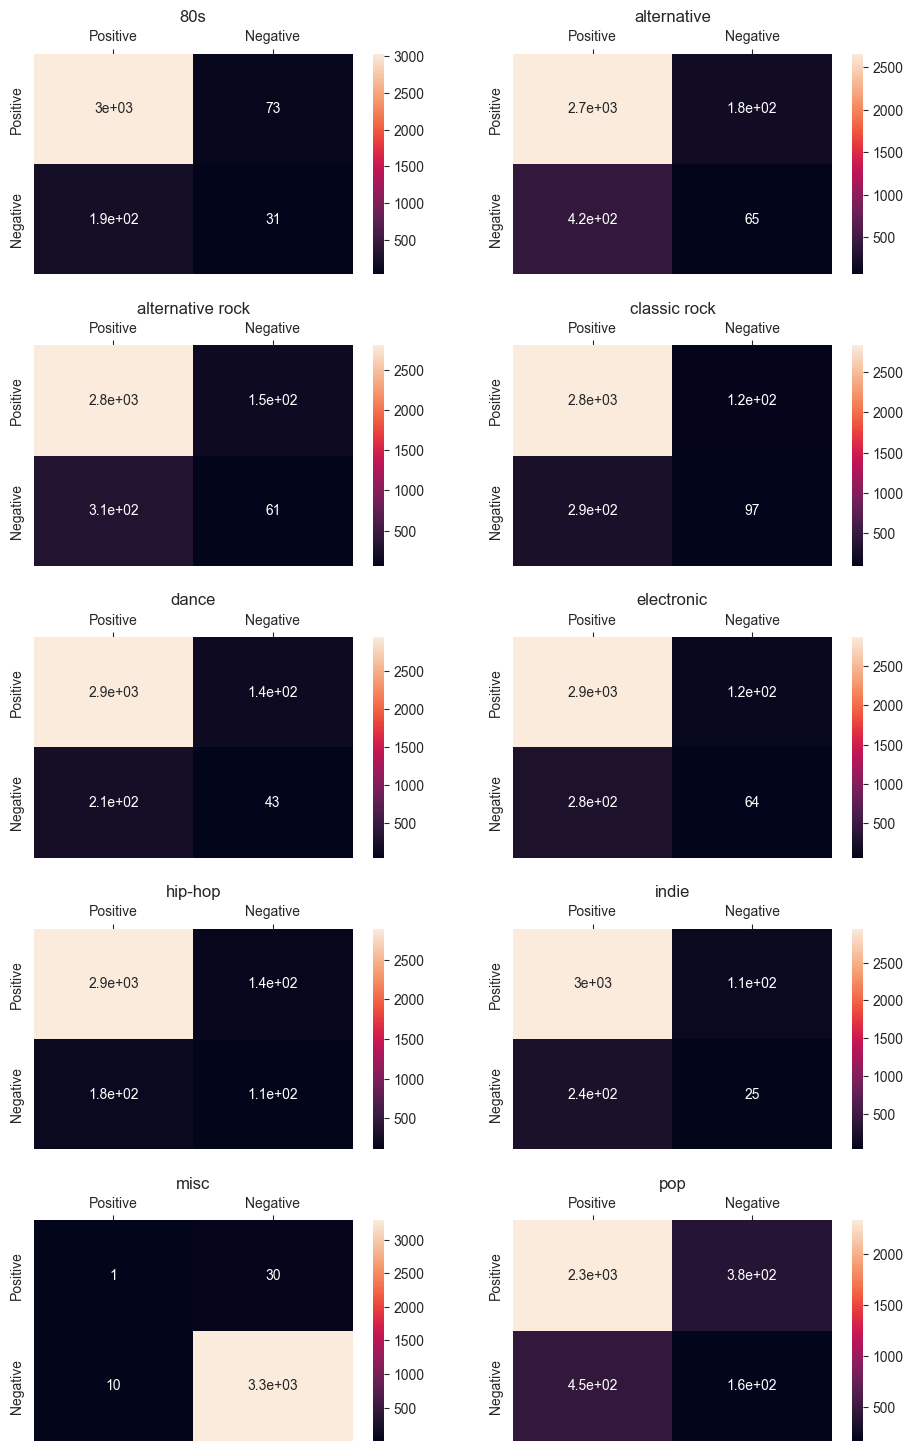 80s
Positive Negative
Positive 3e+03 73
Negative 1.9e+02 31
3000
2500
2000
1500
1000
500
alternative
Positive Negative
Positive 2.7e+03 1.8e+02
Negative 4.2e+02 65
2500
2000
1500
1000
500
alternative rock
Positive Negative
Positive 2.8e+03 1.5e+02
Negative 3.1e+02 61
2500
2000
1500
1000
500
classic rock
Positive Negative
Positive 2.8e+03 1.2e+02
Negative 2.9e+02 97
2500
2000
1500
1000
500
dance
Positive Negative
Positive 2.9e+03 1.4e+02
Negative 2.1e+02 43
2500
2000
1500
1000
500
electronic
Positive Negative
Positive 2.9e+03 1.2e+02
Negative 2.8e+02 64
2500
2000
1500
1000
500
hip-hop
Positive Negative
Positive 2.9e+03 1.4e+02
Negative 1.8e+02 1.1e+02
2500
2000
1500
1000
500
indie
Positive Negative
Positive 3e+03 1.1e+02
Negative 2.4e+02 25
2500
2000
1500
1000
500
misc
Positive Negative
Positive 1 30
Negative 10 3.3e+03
3000
2500
2000
1500
1000
500
pop
Positive Negative
Positive 2.3e+03 3.8e+02
Negative 4.5e+02 1.6e+02
2000
1500
1000
500